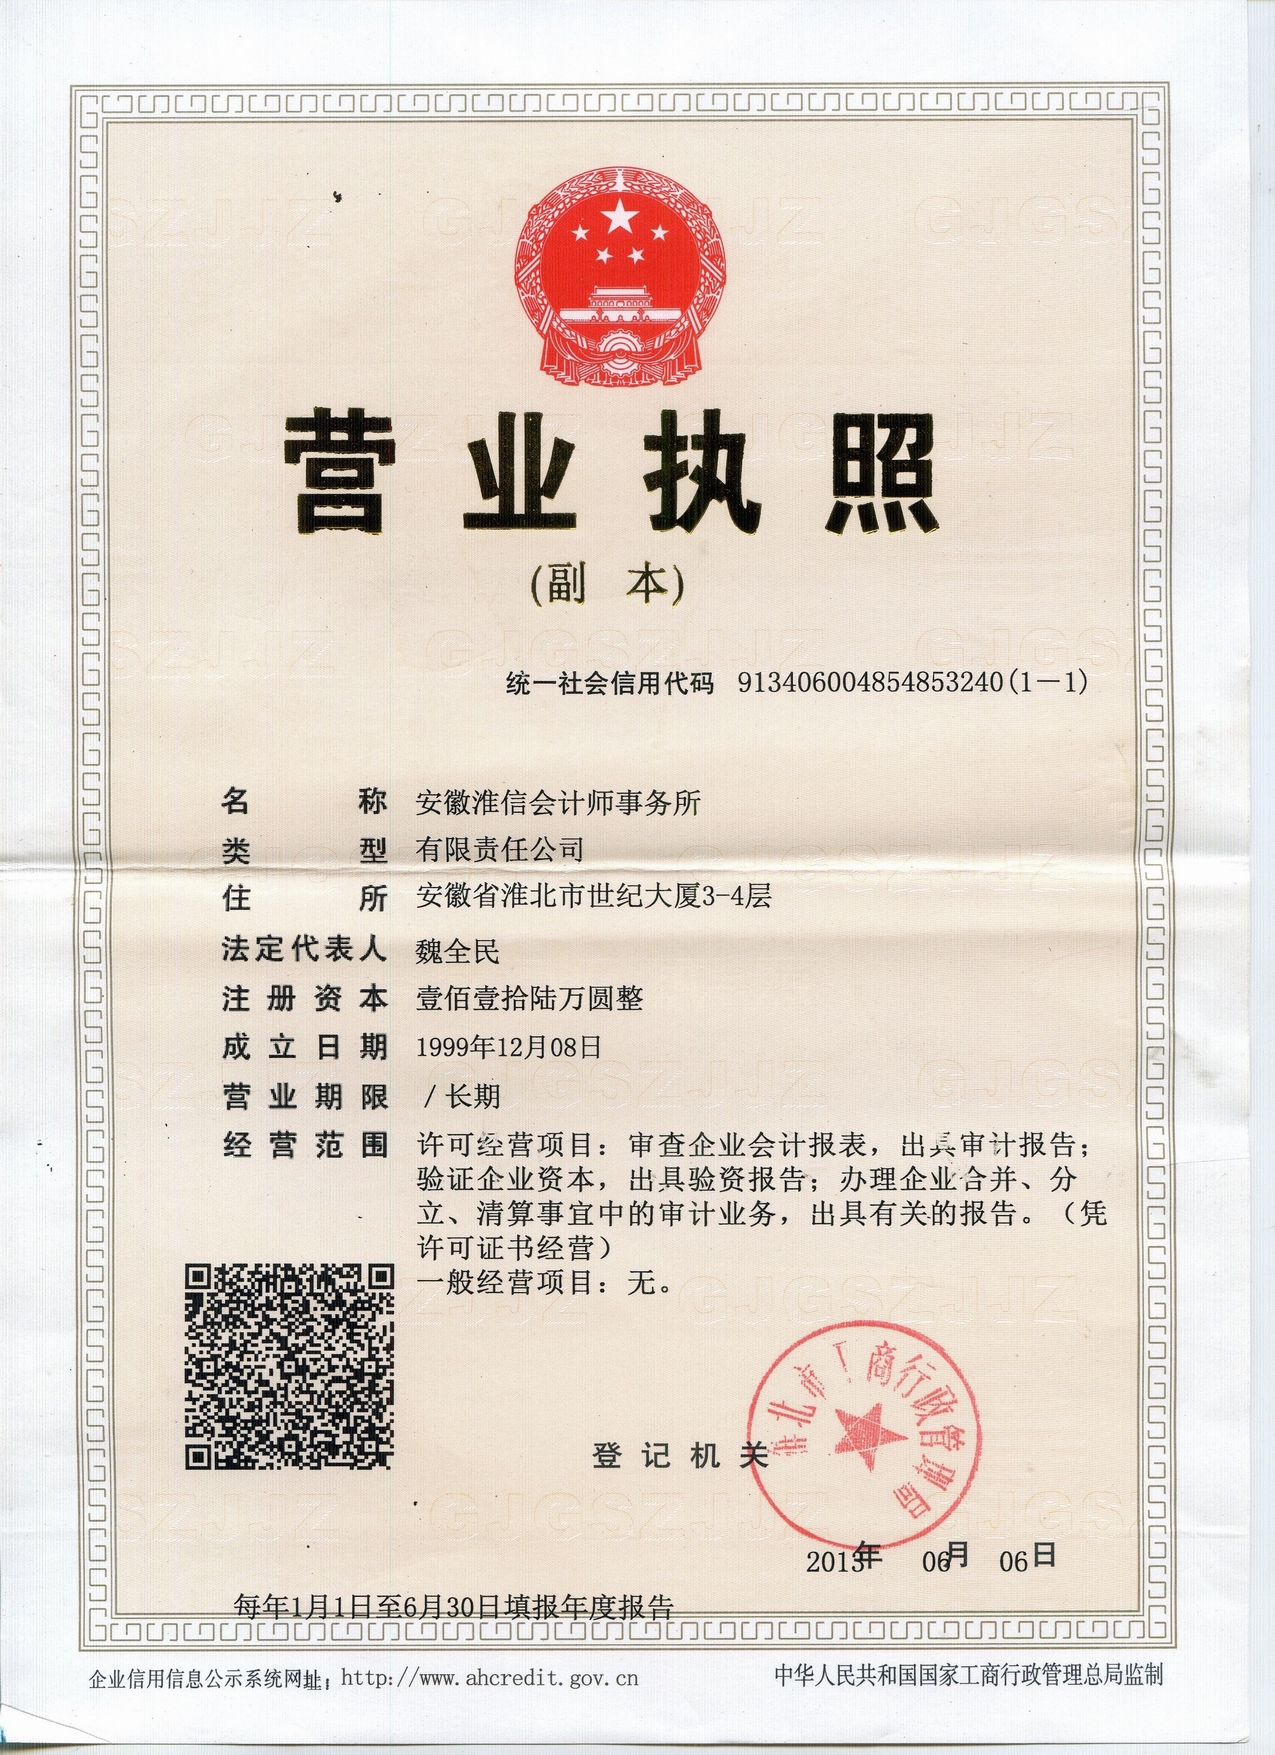 营业执照
(副 本)
统一社会信用代码 913406004854853240(1-1)
名 称 安徽淮信会计师事务所
类 型 有限责任公司
住 所 安徽省淮北市世纪大厦3-4层
法定代表人 魏全民
注册资本 壹佰壹拾陆万圆整
成立日期 1999年12月08日
营业期限 / 长期
经营范围 许可经营项目：审查企业会计报表，出具审计报告；
验证企业资本，出具验资报告；办理企业合并、分
立、清算事宜中的审计业务，出具有关的报告。（凭
许可证书经营）
一般经营项目：无。
淮北市工商行政管理局
登记机关
年 06月 06日
每年1月1日至6月30日填报年度报告
企业信用信息公示系统网址：http://www.ahcredit.gov.cn
中华人民共和国国家工商行政管理总局监制